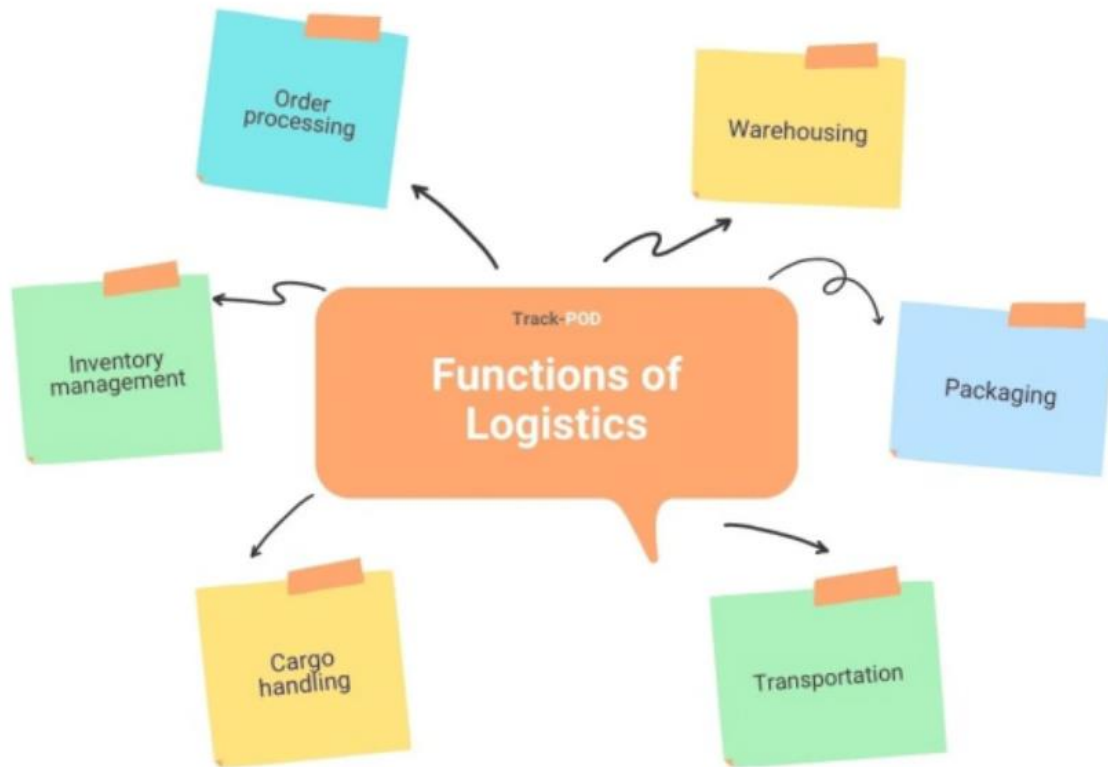 Order
processing
Warehousing
Track-POD
Functions of
Logistics
Inventory
management
Packaging
Cargo
handling
Transportation